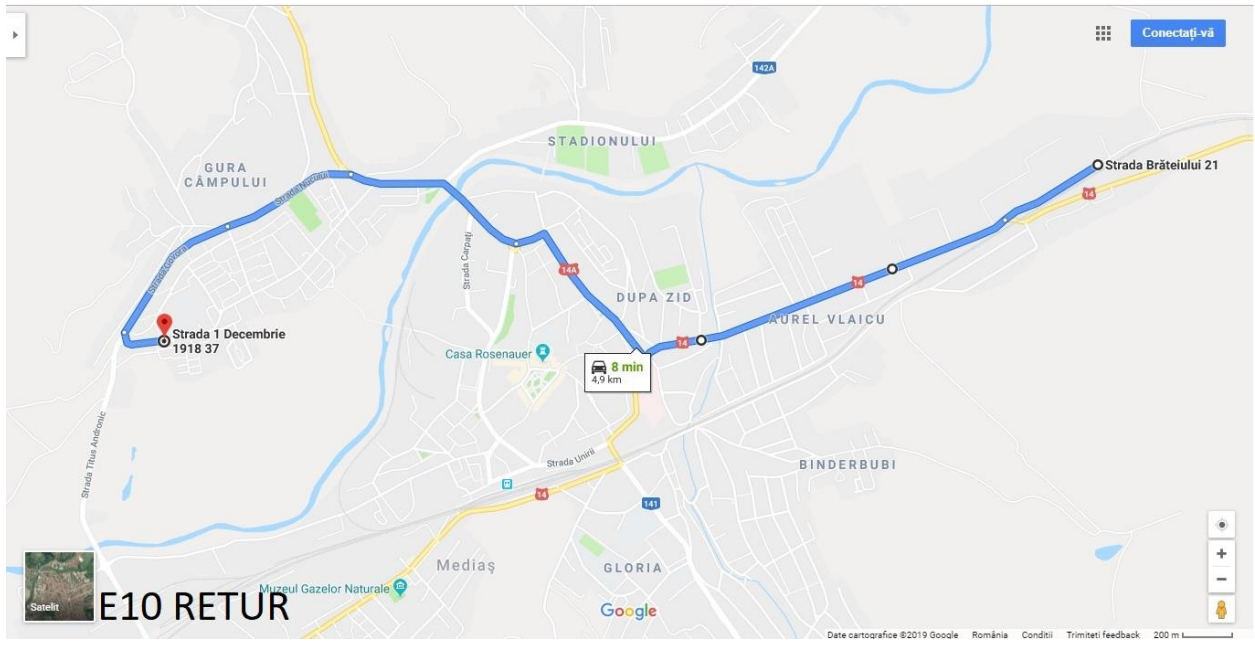 Conectați-vă
142A
STADIONULUI
GURA
CÂMPULUI
Strada Brăteiului 21
14
14A
Strada Carpați
14
DUPA ZID
14
AUREL VLAICU
Strada 1 Decembrie
1918 37
Casa Rosenauer
8 min
4,9 km
Strada Unirii
BINDERBUBI
Strada Titus Andronic
14
141
Mediaș
GLORIA
Muzeul Gazelor Naturale
Satelit
E10 RETUR
Google
Date cartografice ©2019 Google România Condiții Trimiteți feedback 200 m